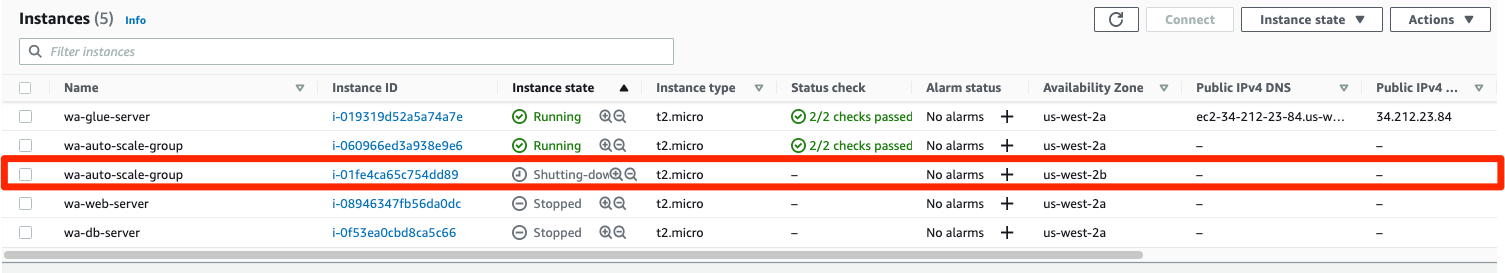 Instances (5) Info
Connect Instance state Actions
Filter instances
Name Instance ID Instance state Instance type Status check Alarm status Availability Zone Public IPv4 DNS Public IPv4 ...
wa-glue-server i-019319d52a5a74a7e Running t2.micro 2/2 checks passed No alarms + us-west-2a ec2-34-212-23-84.us-w... 34.212.23.84
wa-auto-scale-group i-060966ed3a938e9e6 Running t2.micro 2/2 checks passed No alarms + us-west-2a – –
wa-auto-scale-group i-01fe4ca65c754dd89 Shutting-dow t2.micro – No alarms + us-west-2b – –
wa-web-server i-08946347fb56da0dc Stopped t2.micro – No alarms + us-west-2a – –
wa-db-server i-0f53ea0cbd8ca5c66 Stopped t2.micro – No alarms + us-west-2a – –